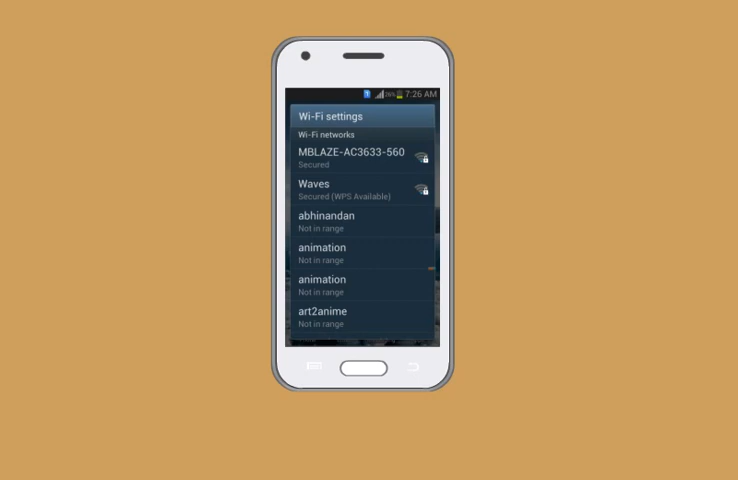 26% 7:26 AM
Wi-Fi settings
Wi-Fi networks
MBLAZE-AC3633-560
Secured
Waves
Secured (WPS Available)
abhinandan
Not in range
animation
Not in range
animation
Not in range
art2anime
Not in range